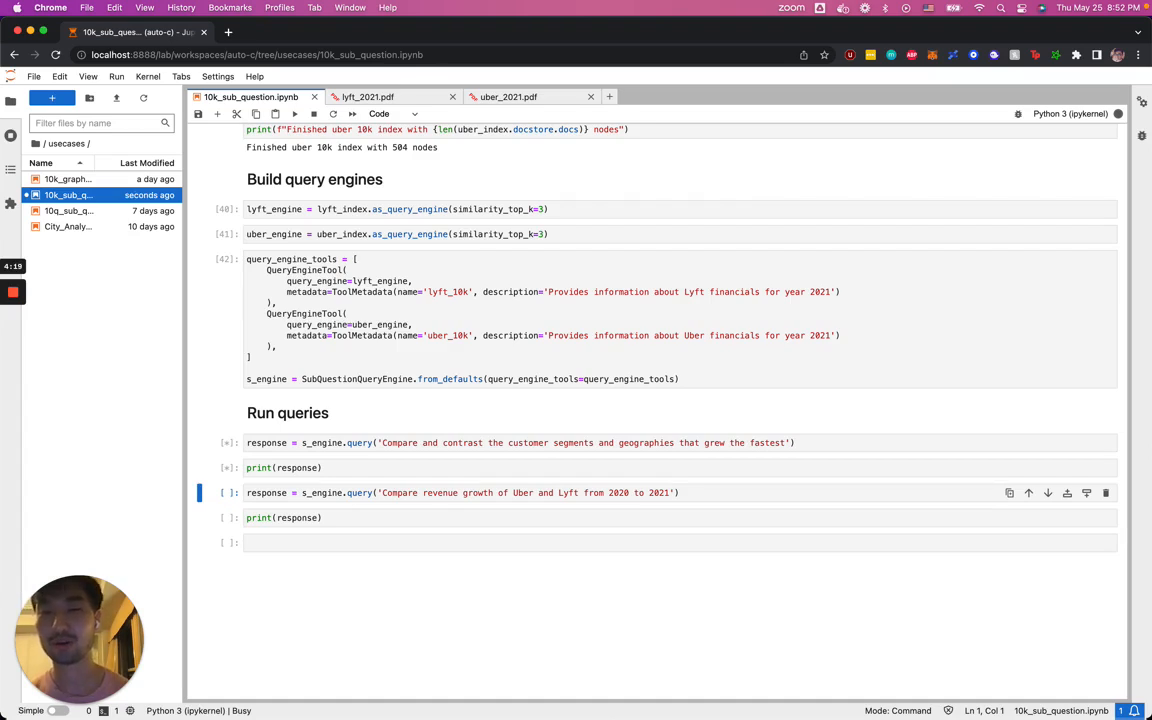 Chrome File Edit View History Bookmarks Profiles Tab Window Help zoom Thu May 25 8:52 PM
10k_sub_ques... (auto-c) - Jup
localhost:8888/lab/workspaces/auto-c/tree/usecases/10k_sub_question.ipynb
File Edit View Run Kernel Tabs Settings Help
10k_sub_question.ipynb lyft_2021.pdf uber_2021.pdf
Code Python 3 (ipykernel)
Filter files by name
/ usecases /
Name Last Modified
10k_graph... a day ago
10k_sub_q... seconds ago
10q_sub_q... 7 days ago
City_Analy... 10 days ago
4:19
print(f"Finished uber 10k index with {len(uber_index.docstore.docs)} nodes")
Finished uber 10k index with 504 nodes
Build query engines
[40]: lyft_engine = lyft_index.as_query_engine(similarity_top_k=3)
[41]: uber_engine = uber_index.as_query_engine(similarity_top_k=3)
[42]: query_engine_tools = [
QueryEngineTool(
query_engine=lyft_engine,
metadata=ToolMetadata(name='lyft_10k', description='Provides information about Lyft financials for year 2021')
),
QueryEngineTool(
query_engine=uber_engine,
metadata=ToolMetadata(name='uber_10k', description='Provides information about Uber financials for year 2021')
),
]
s_engine = SubQuestionQueryEngine.from_defaults(query_engine_tools=query_engine_tools)
Run queries
[*]: response = s_engine.query('Compare and contrast the customer segments and geographies that grew the fastest')
[*]: print(response)
[ ]: response = s_engine.query('Compare revenue growth of Uber and Lyft from 2020 to 2021')
[ ]: print(response)
[ ]:
Simple 0 1 Python 3 (ipykernel) | Busy Mode: Command Ln 1, Col 1 10k_sub_question.ipynb 1